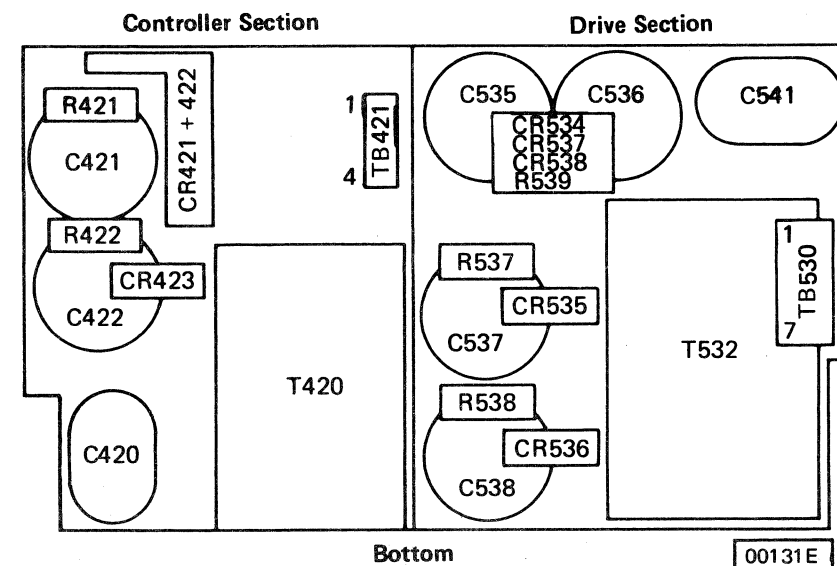 Controller Section
Drive Section
R421
C421
CR421 + 422
1
TB421
4
R422
CR423
C422
T420
C420
C535
C536
C541
CR534
CR537
CR538
R539
R537
CR535
C537
R538
CR536
C538
T532
1
TB530
7
Bottom
00131E